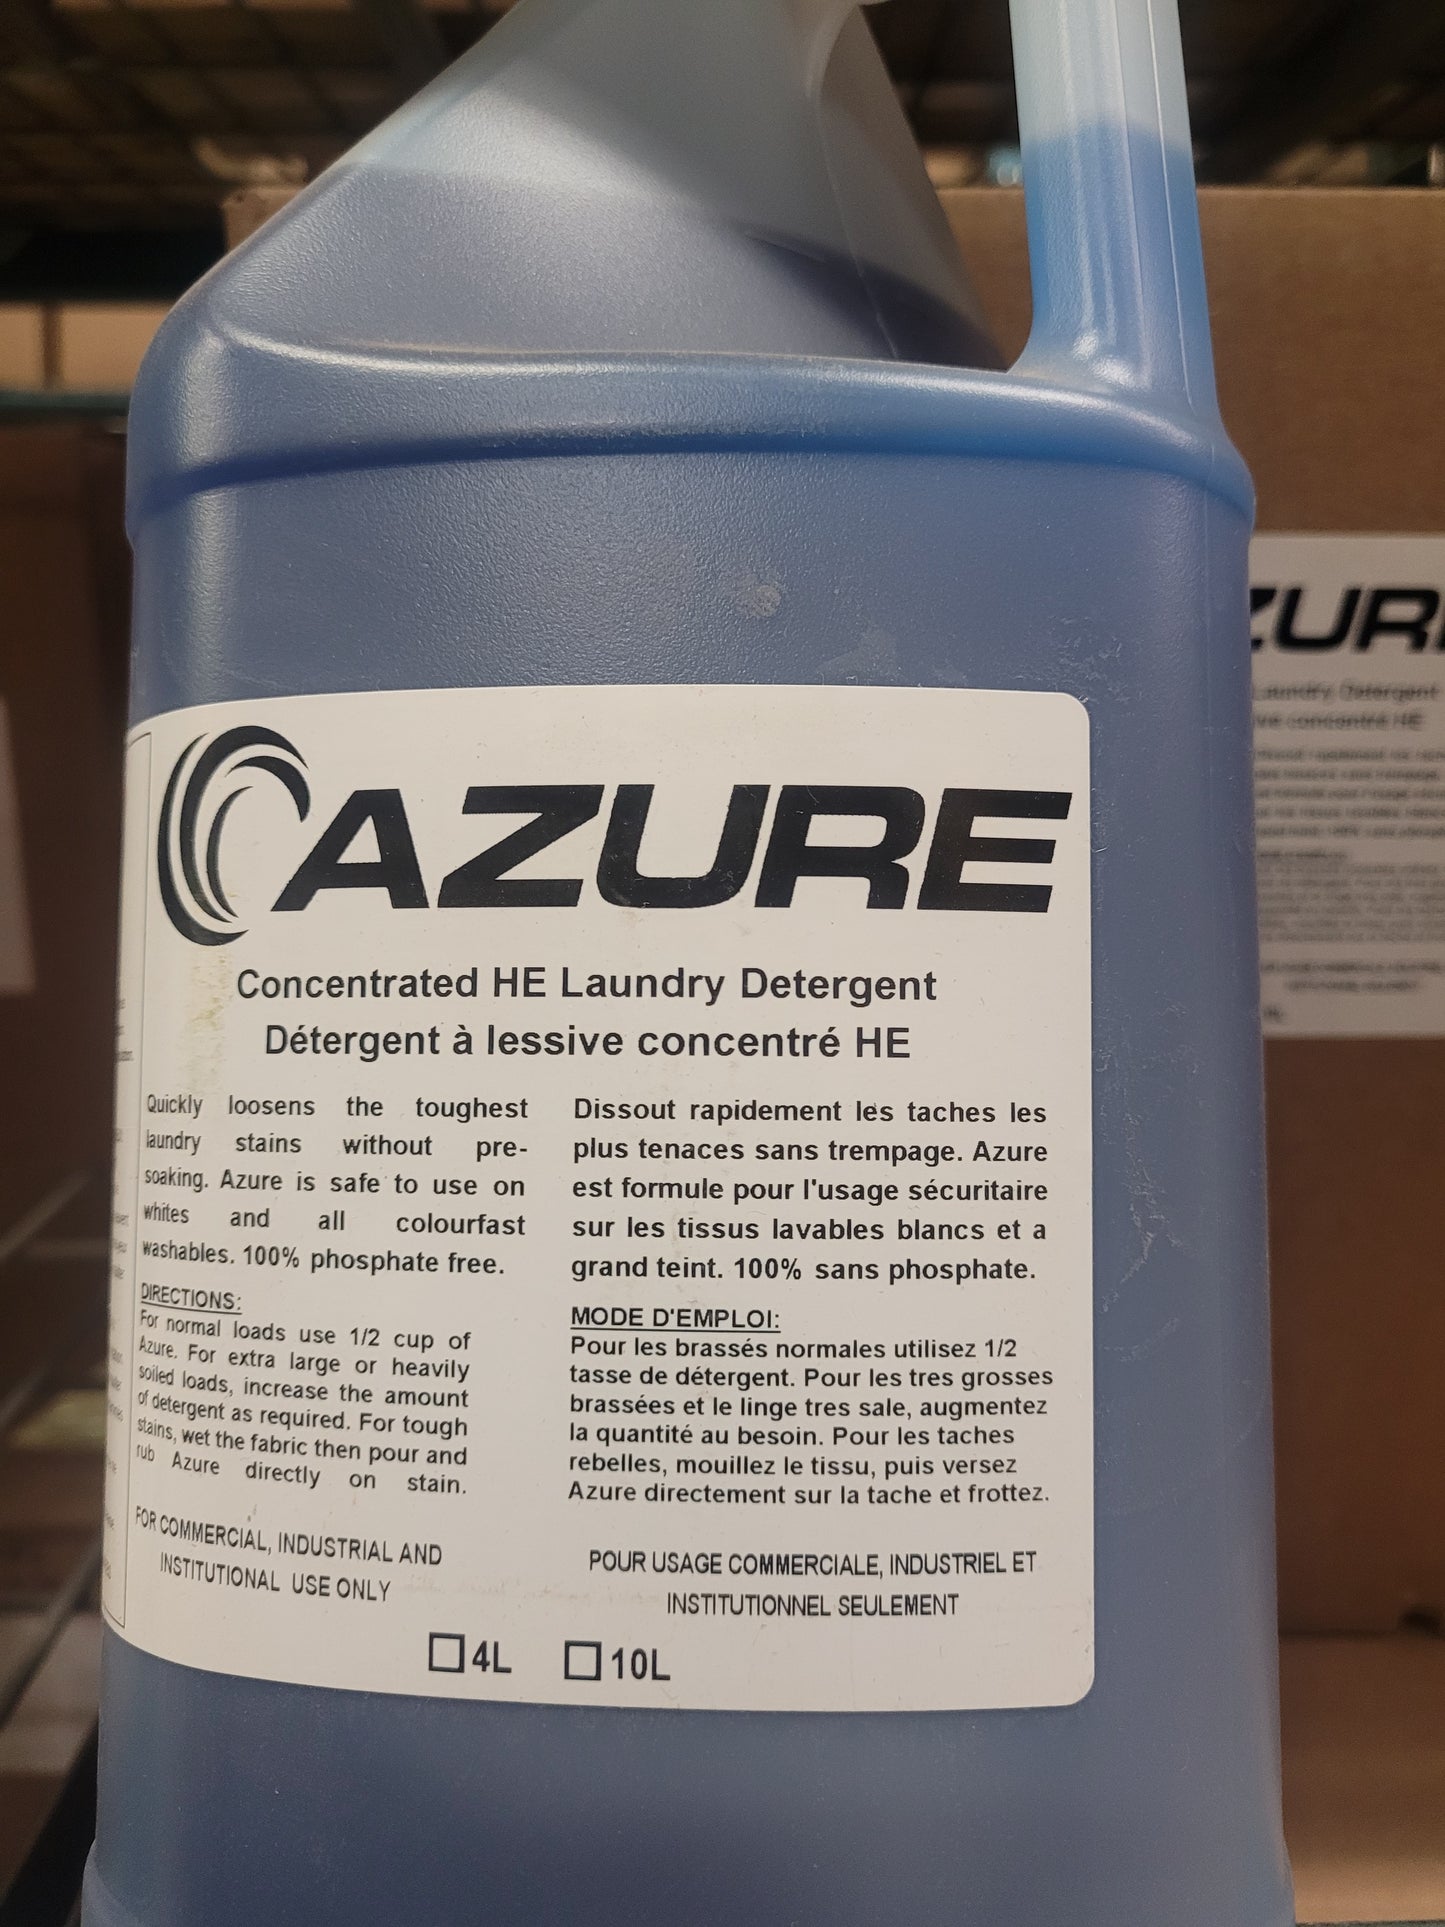 AZURE
Concentrated HE Laundry Detergent
Détergent à lessive concentré HE
Quickly loosens the toughest
laundry stains without pre-
soaking. Azure is safe to use on
whites and all colourfast
washables. 100% phosphate free.
DIRECTIONS:
For normal loads use 1/2 cup of
Azure. For extra large or heavily
soiled loads, increase the amount
of detergent as required. For tough
stains, wet the fabric then pour and
rub Azure directly on stain.
FOR COMMERCIAL, INDUSTRIAL AND
INSTITUTIONAL USE ONLY
Dissout rapidement les taches les
plus tenaces sans trempage. Azure
est formule pour l'usage sécuritaire
sur les tissus lavables blancs et a
grand teint. 100% sans phosphate.
MODE D'EMPLOI:
Pour les brassés normales utilisez 1/2
tasse de détergent. Pour les tres grosses
brassées et le linge tres sale, augmentez
la quantité au besoin. Pour les taches
rebelles, mouillez le tissu, puis versez
Azure directement sur la tache et frottez.
POUR USAGE COMMERCIALE, INDUSTRIEL ET
INSTITUTIONNEL SEULEMENT
4L 10L
ZUR
Laundry Detergent
concentré HE